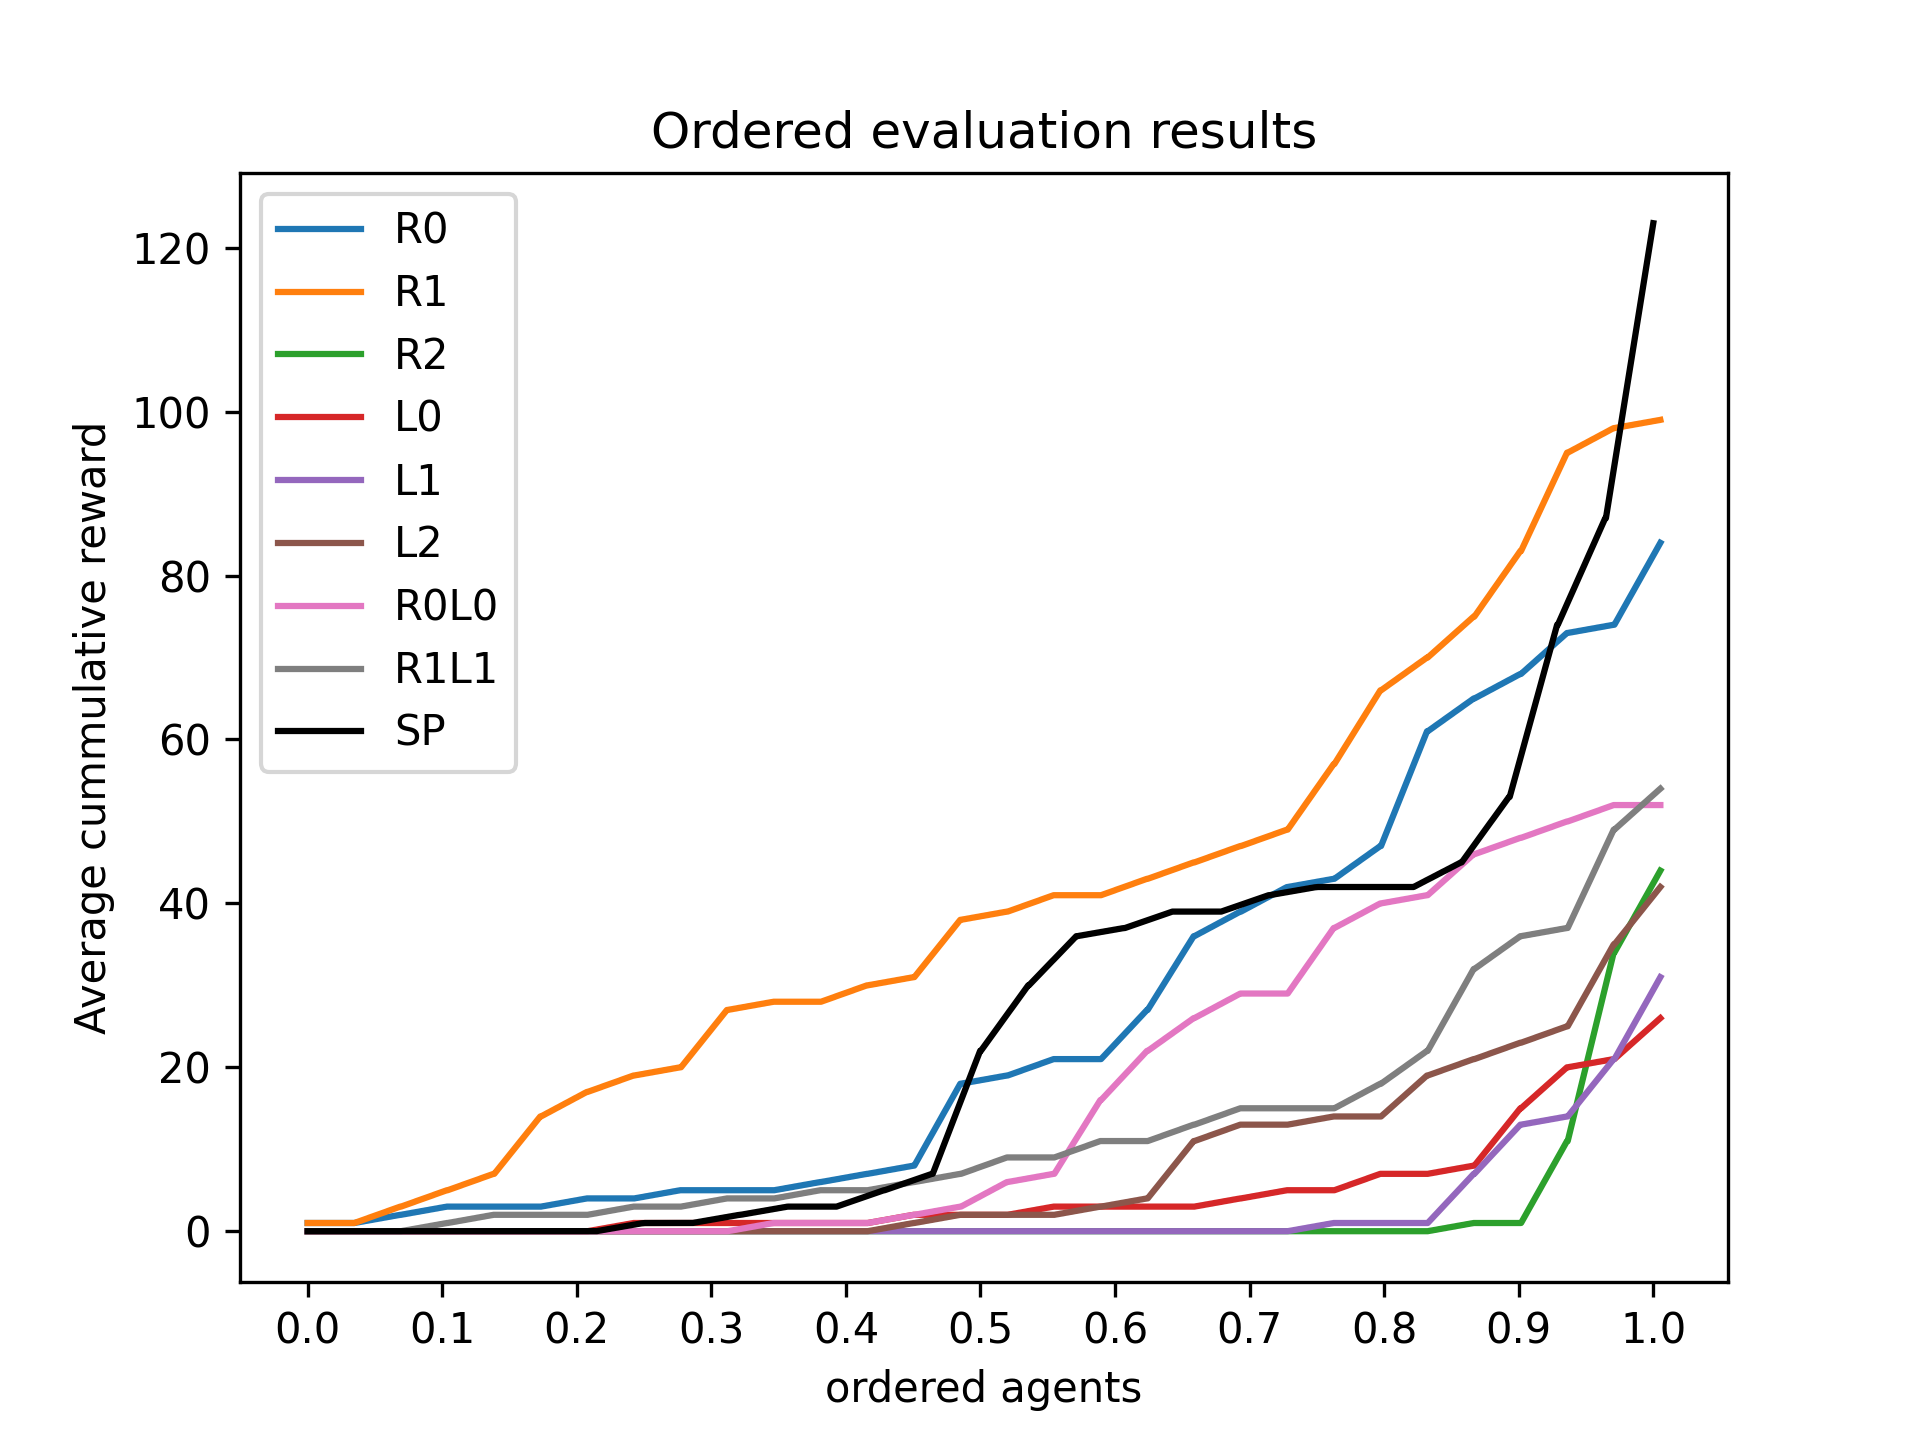 Ordered evaluation results
R0
R1
R2
L0
L1
L2
R0L0
R1L1
SP
120
100
80
60
40
20
0
Average cummulative reward
0.0 0.1 0.2 0.3 0.4 0.5 0.6 0.7 0.8 0.9 1.0
ordered agents